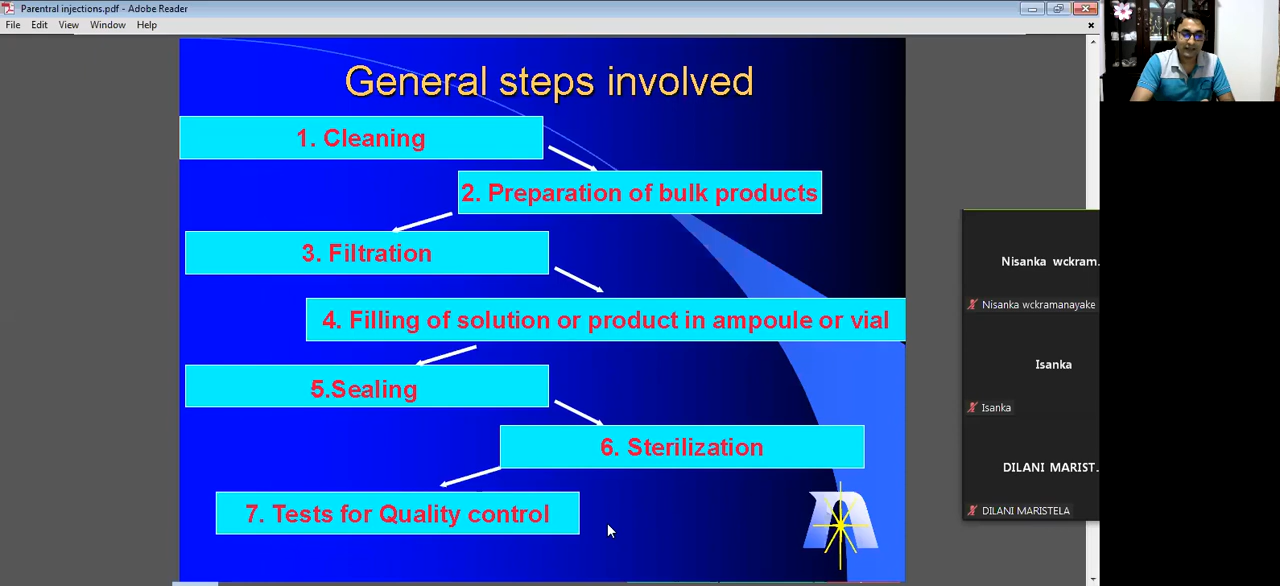 Parentral injections.pdf - Adobe Reader
File Edit View Window Help
General steps involved
1. Cleaning
2. Preparation of bulk products
3. Filtration
4. Filling of solution or product in ampoule or vial
5.Sealing
6. Sterilization
7. Tests for Quality control
Nisanka wckram...
Nisanka wckramanayake
Isanka
Isanka
DILANI MARIST...
DILANI MARISTELA